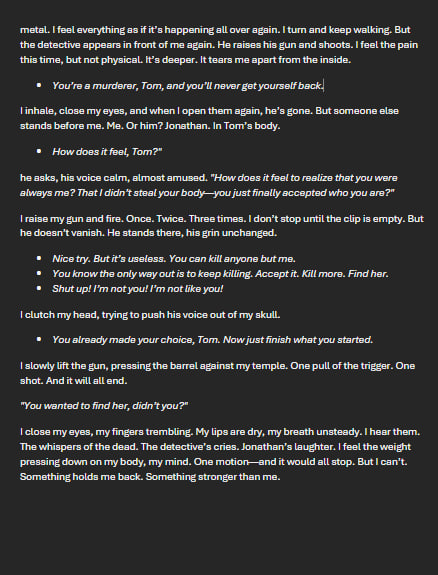 metal. I feel everything as if it's happening all over again. I turn and keep walking. But
the detective appears in front of me again. He raises his gun and shoots. I feel the pain
this time, but not physical. It's deeper. It tears me apart from the inside.
• You're a murderer, Tom, and you'll never get yourself back.
I inhale, close my eyes, and when I open them again, he's gone. But someone else
stands before me. Me. Or him? Jonathan. In Tom's body.
• How does it feel, Tom?"
he asks, his voice calm, almost amused. "How does it feel to realize that you were
always me? That I didn't steal your body—you just finally accepted who you are?"
I raise my gun and fire. Once. Twice. Three times. I don't stop until the clip is empty. But
he doesn't vanish. He stands there, his grin unchanged.
• Nice try. But it's useless. You can kill anyone but me.
• You know the only way out is to keep killing. Accept it. Kill more. Find her.
• Shut up! I'm not you! I'm not like you!
I clutch my head, trying to push his voice out of my skull.
• You already made your choice, Tom. Now just finish what you started.
I slowly lift the gun, pressing the barrel against my temple. One pull of the trigger. One
shot. And it will all end.
"You wanted to find her, didn't you?"
I close my eyes, my fingers trembling. My lips are dry, my breath unsteady. I hear them.
The whispers of the dead. The detective's cries. Jonathan's laughter. I feel the weight
pressing down on my body, my mind. One motion—and it would all stop. But I can't.
Something holds me back. Something stronger than me.